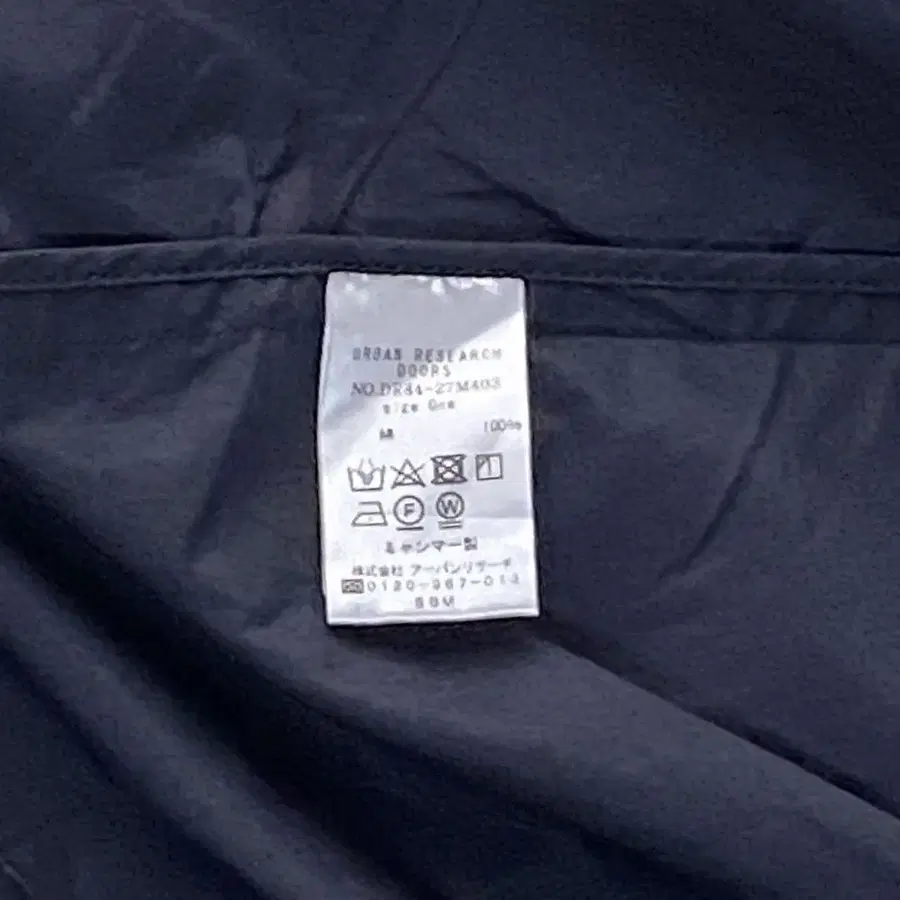 URBAN RESEARCH
DOORS
NO.DR84-27M403
size One
綿 100%
F W
ミャンマー製
株式会社 アーバンリサーチ
0120-967-013
SBM